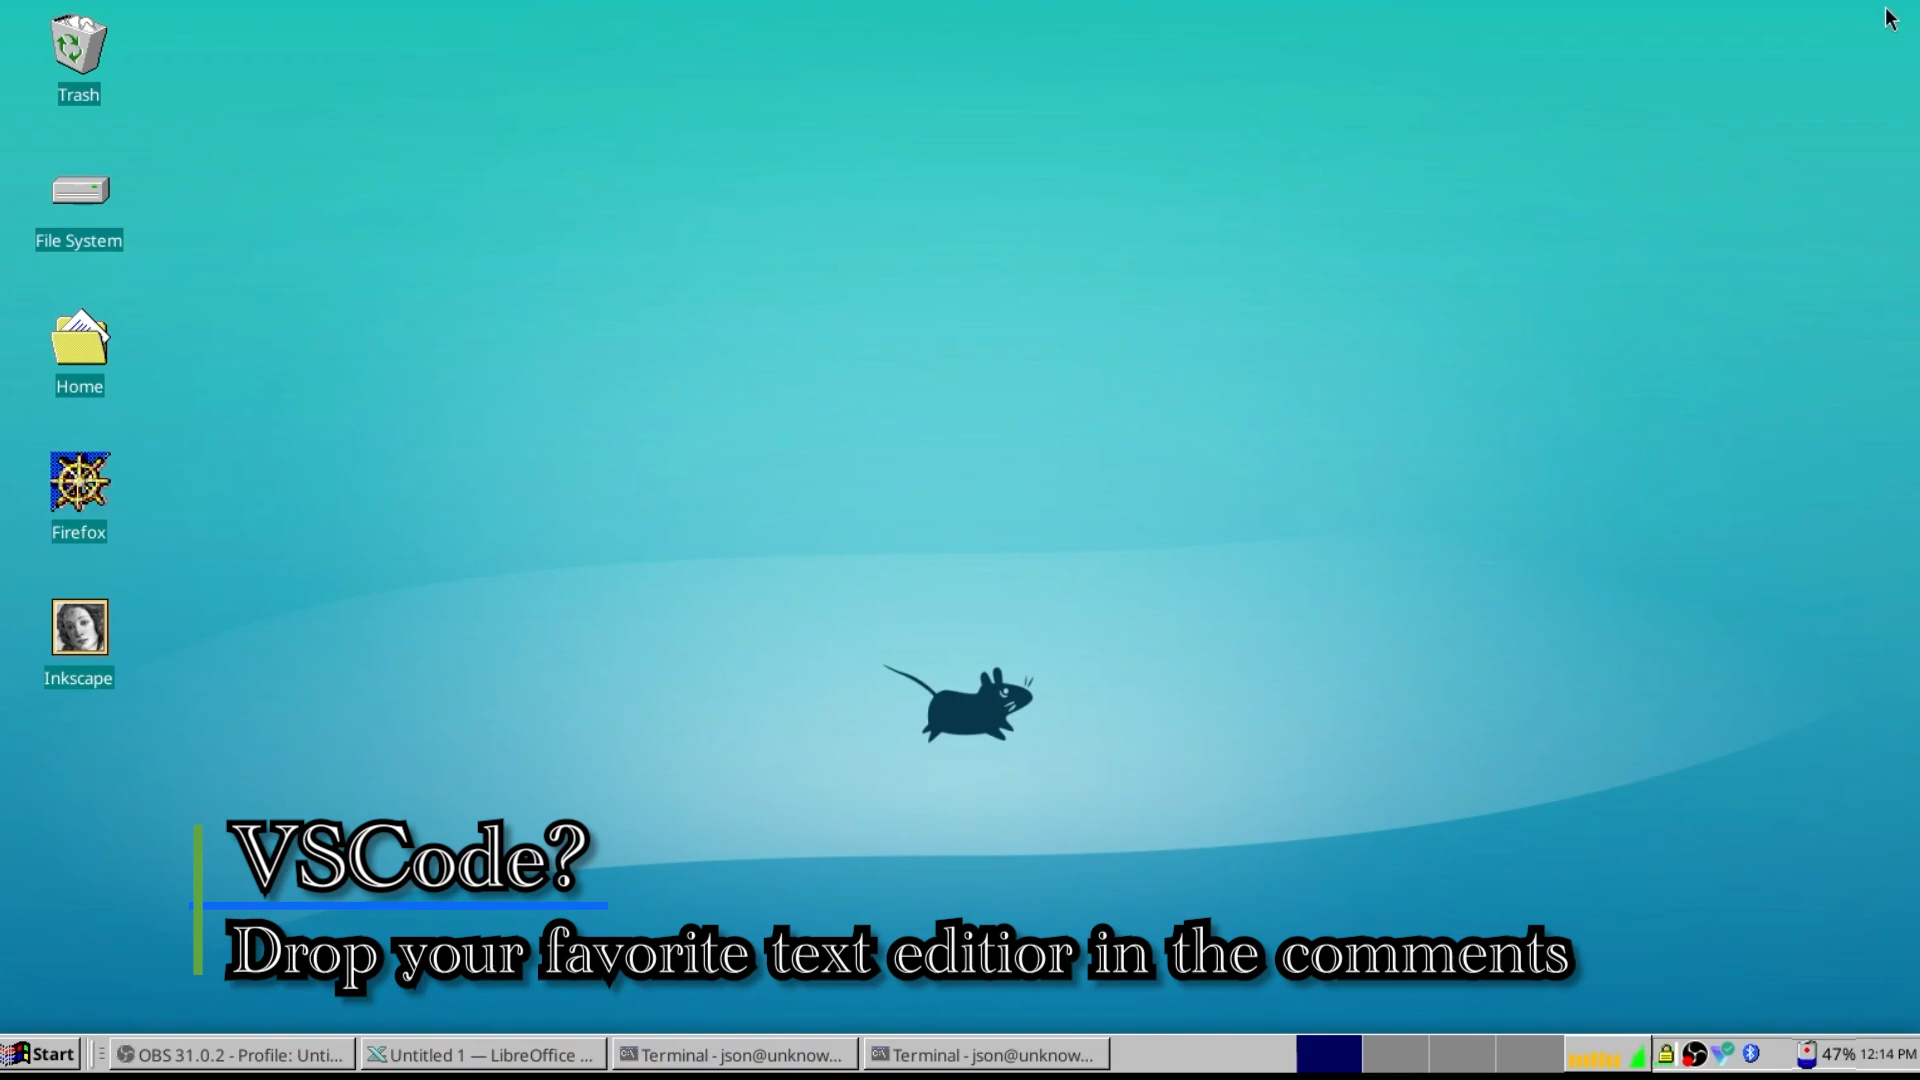 Trash
File System
Home
Firefox
Inkscape
VSCode?
Drop your favorite text editior in the comments
Start
OBS 31.0.2 - Profile: Unti...
Untitled 1 — LibreOffice ...
Terminal - json@unknow...
Terminal - json@unknow...
47% 12:14 PM